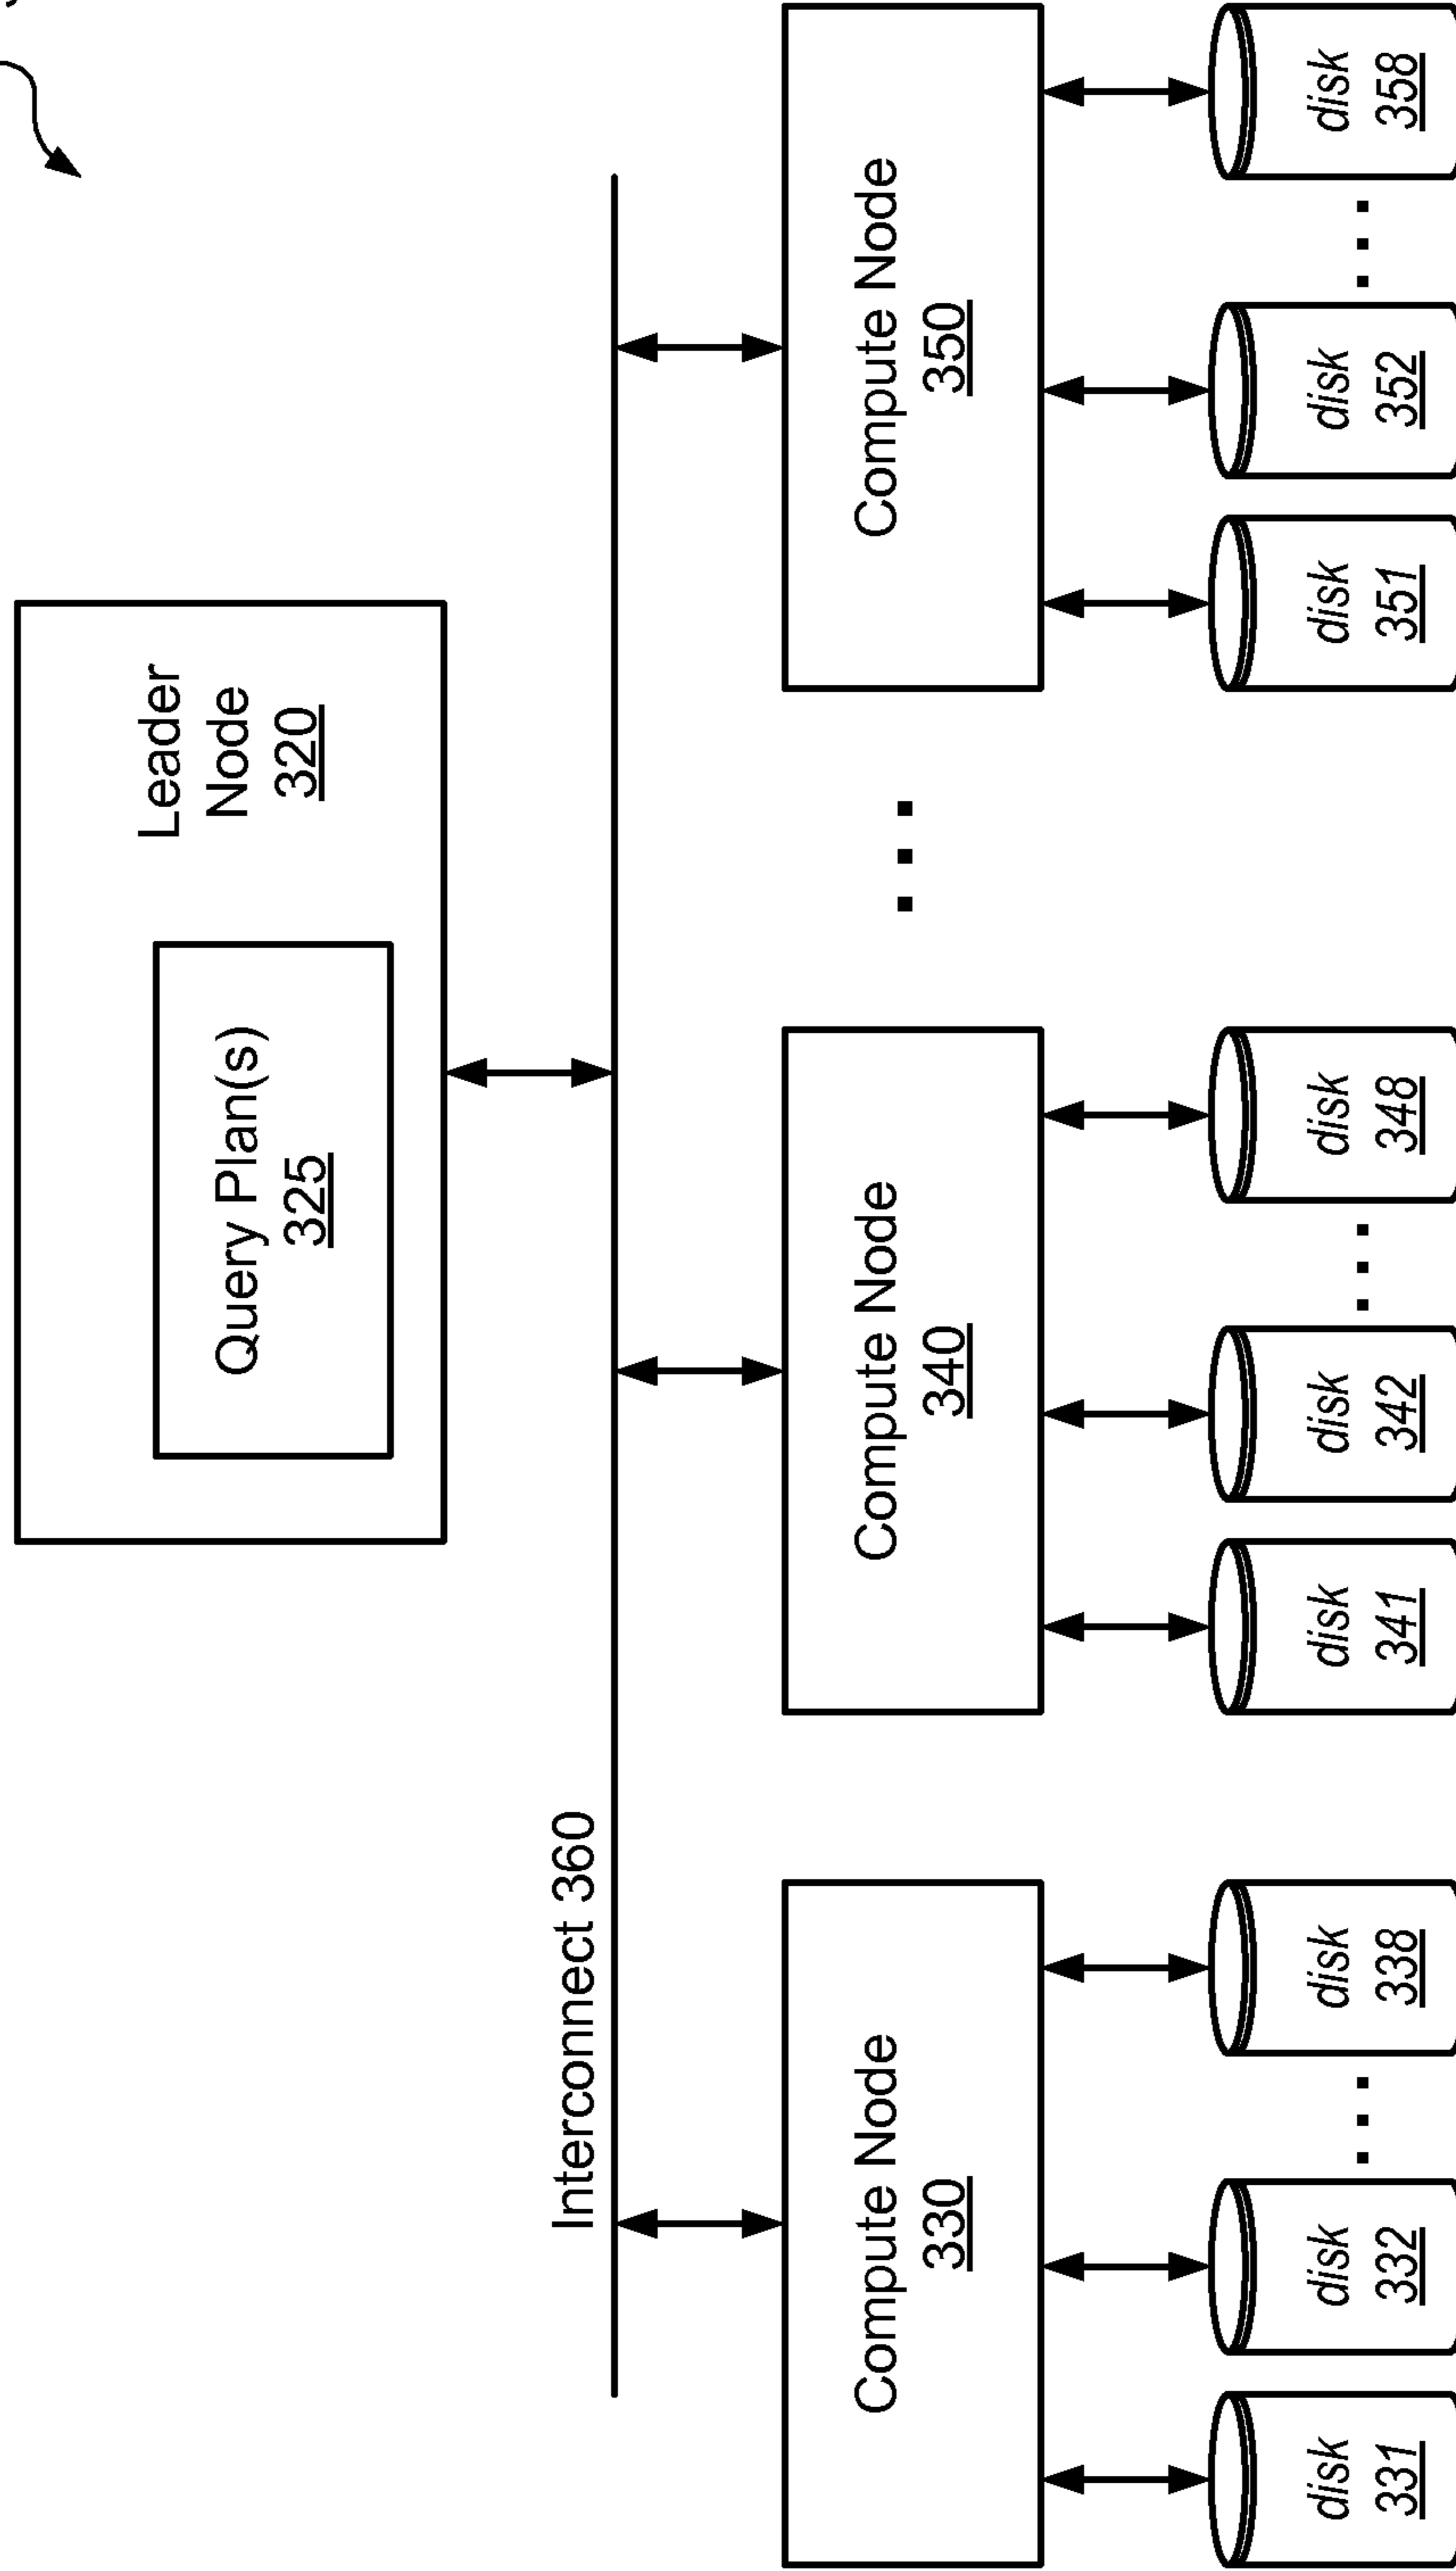 Leader
Node
320
Query Plan(s)
325
Interconnect 360
Compute Node
330
Compute Node
340
...
Compute Node
350
disk
331
disk
332
...
disk
338
disk
341
disk
342
...
disk
348
disk
351
disk
352
...
disk
358